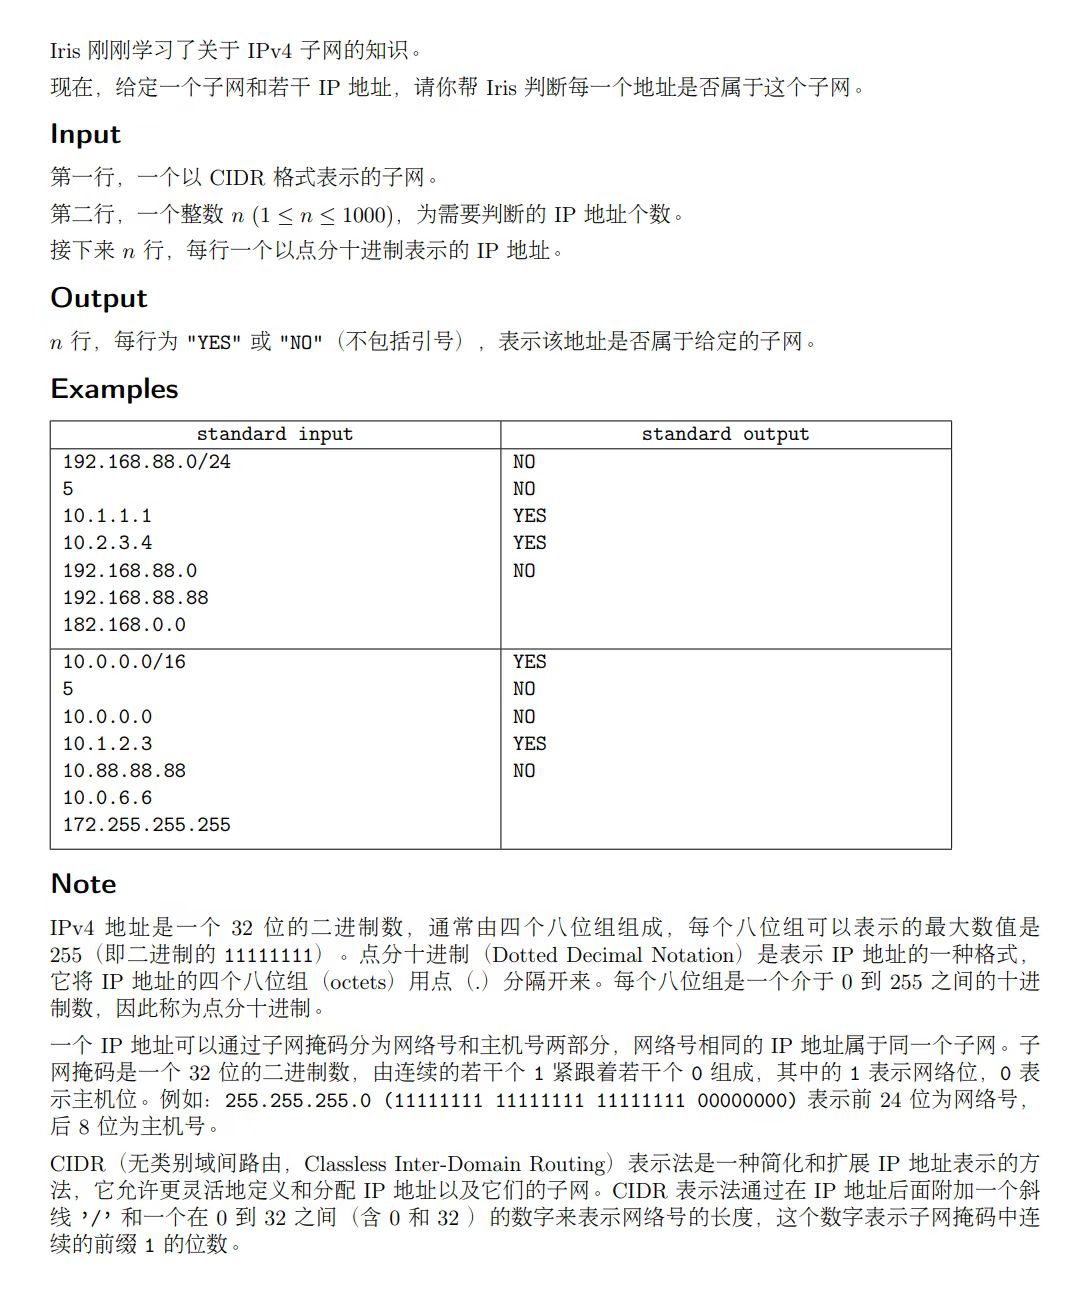 Iris 刚刚学习了关于 IPv4 子网的知识。
现在，给定一个子网和若干 IP 地址，请你帮 Iris 判断每一个地址是否属于这个子网。
Input
第一行，一个以 CIDR 格式表示的子网。
第二行，一个整数 n (1 ≤ n ≤ 1000)，为需要判断的 IP 地址个数。
接下来 n 行，每行一个以点分十进制表示的 IP 地址。
Output
n 行，每行为 "YES" 或 "NO"（不包括引号），表示该地址是否属于给定的子网。
Examples
standard input standard output
192.168.88.0/24 NO
5 NO
10.1.1.1 YES
10.2.3.4 YES
192.168.88.0 NO
192.168.88.88
182.168.0.0
10.0.0.0/16 YES
5 NO
10.0.0.0 NO
10.1.2.3 YES
10.88.88.88 NO
10.0.6.6
172.255.255.255
Note
IPv4 地址是一个 32 位的二进制数，通常由四个八位组组成，每个八位组可以表示的最大数值是
255（即二进制的 11111111）。点分十进制（Dotted Decimal Notation）是表示 IP 地址的一种格式，
它将 IP 地址的四个八位组（octets）用点（.）分隔开来。每个八位组是一个介于 0 到 255 之间的十进
制数，因此称为点分十进制。
一个 IP 地址可以通过子网掩码分为网络号和主机号两部分，网络号相同的 IP 地址属于同一个子网。子
网掩码是一个 32 位的二进制数，由连续的若干个 1 紧跟着若干个 0 组成，其中的 1 表示网络位，0 表
示主机位。例如：255.255.255.0 (11111111 11111111 11111111 00000000) 表示前 24 位为网络号，
后 8 位为主机号。
CIDR（无类别域间路由，Classless Inter-Domain Routing）表示法是一种简化和扩展 IP 地址表示的方
法，它允许更灵活地定义和分配 IP 地址以及它们的子网。CIDR 表示法通过在 IP 地址后面附加一个斜
线 '/' 和一个在 0 到 32 之间（含 0 和 32 ）的数字来表示网络号的长度，这个数字表示子网掩码中连
续的前缀 1 的位数。